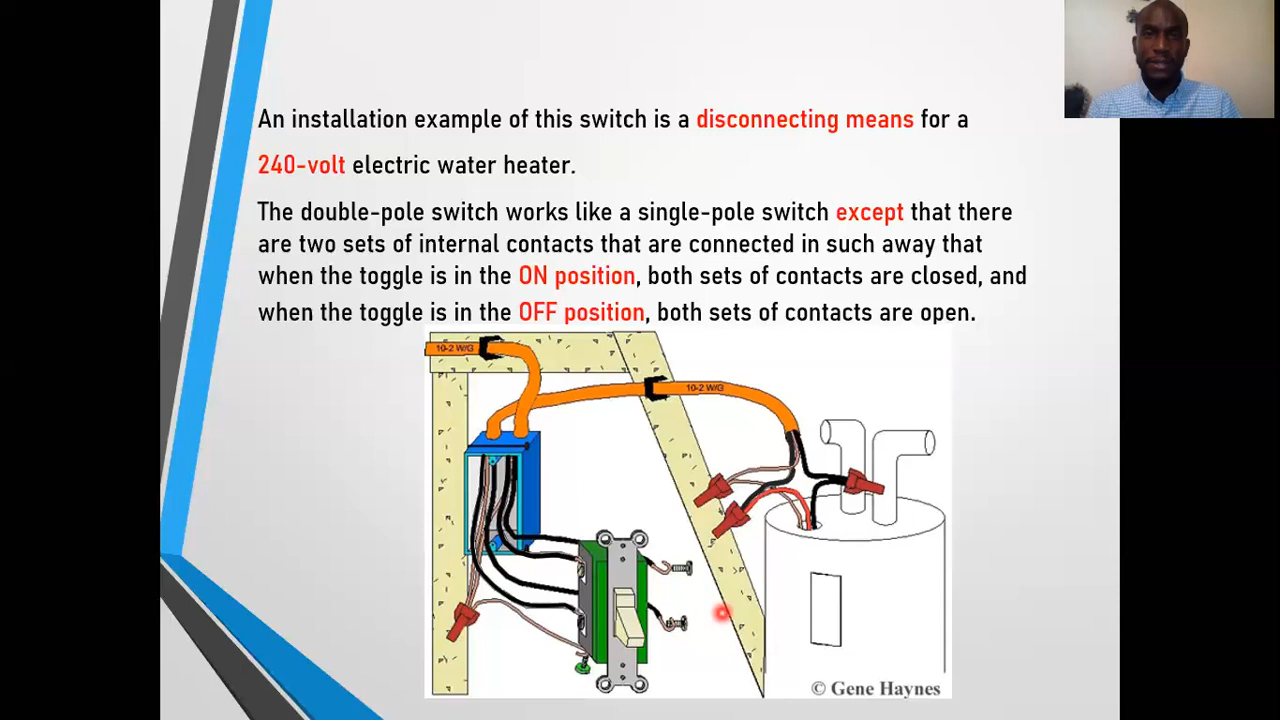 An installation example of this switch is a disconnecting means for a
240-volt electric water heater.
The double-pole switch works like a single-pole switch except that there
are two sets of internal contacts that are connected in such away that
when the toggle is in the ON position, both sets of contacts are closed, and
when the toggle is in the OFF position, both sets of contacts are open.
10-2 W/G
10-2 W/G
© Gene Haynes